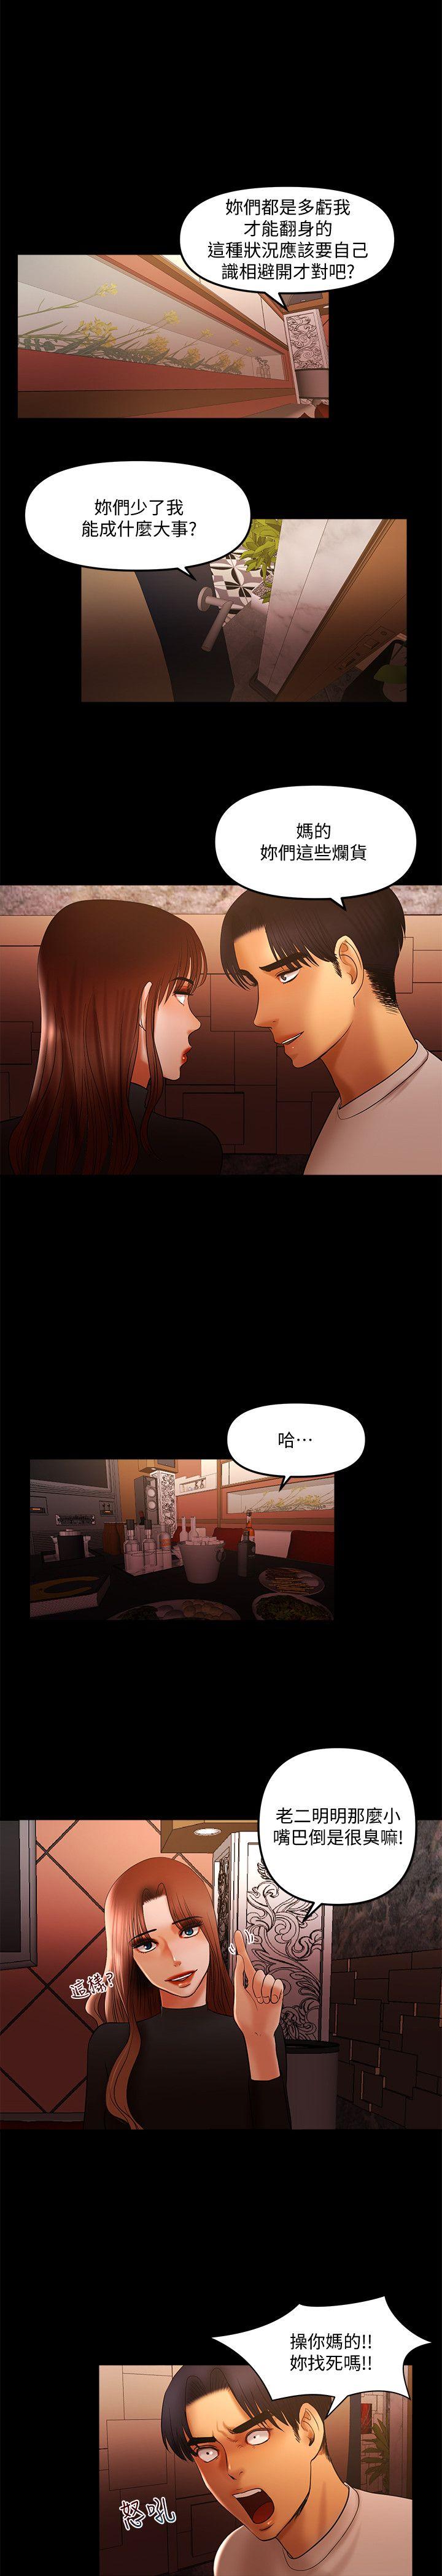 妳們都是多虧我
才能翻身的
這種狀況應該要自己
識相避開才對吧?
妳們少了我
能成什麼大事?
媽的
妳們這些爛貨
哈…
老二明明那麼小
嘴巴倒是很臭嘛!
這樣?
操你媽的!!
妳找死嗎!!
怒吼